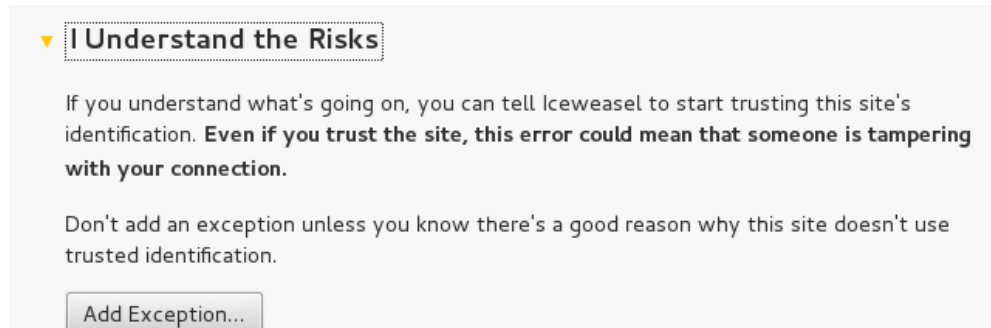 I Understand the Risks
If you understand what's going on, you can tell Iceweasel to start trusting this site's
identification. Even if you trust the site, this error could mean that someone is tampering
with your connection.
Don't add an exception unless you know there's a good reason why this site doesn't use
trusted identification.
Add Exception...